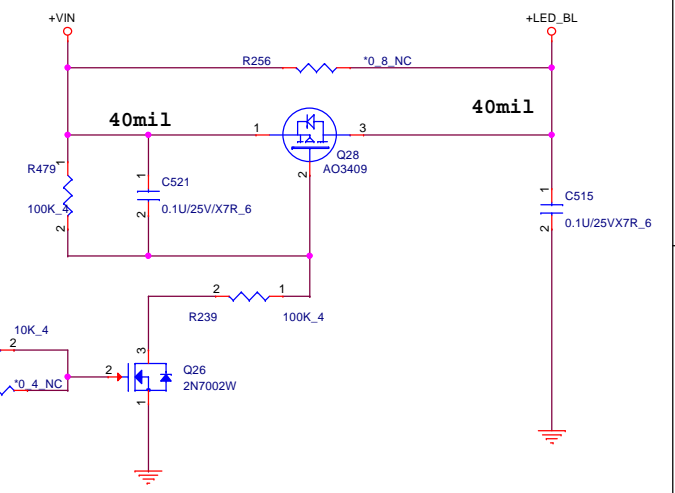 +VIN
+LED_BL
R256
*0_8_NC
40mil
40mil
1
3
1
R479
Q28
AO3409
2
1
C521
100K_4
0.1U/25V/X7R_6
2
2
1
C515
0.1U/25VX7R_6
2
2
1
R239
100K_4
10K_4
2
3
2
Q26
2N7002W
*0_4_NC
1